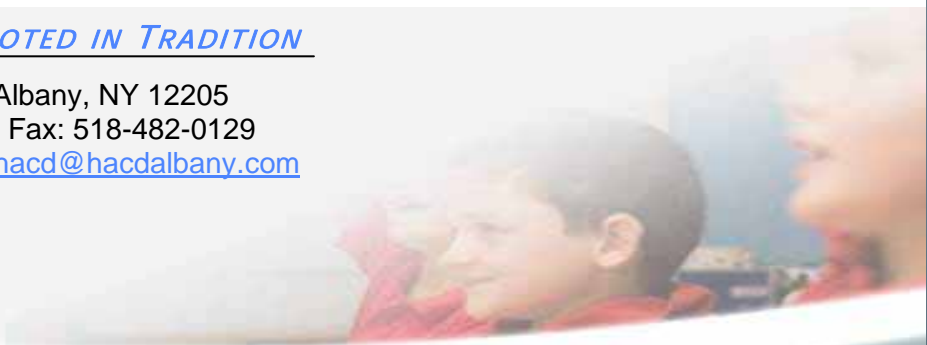 OTED IN TRADITION
Albany, NY 12205
Fax: 518-482-0129
hacd@hacdalbany.com